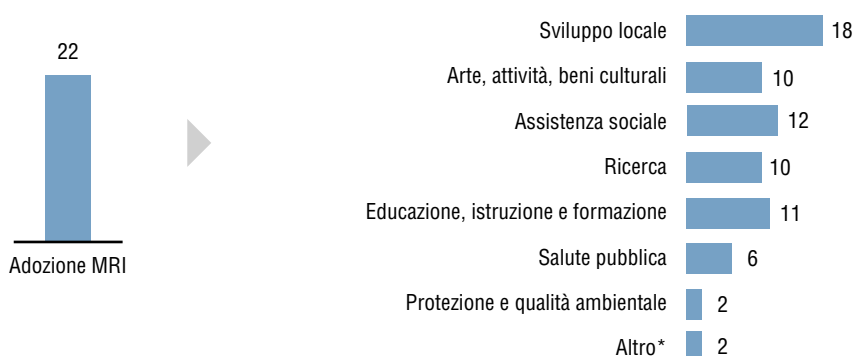 22
Adozione MRI
Sviluppo locale 18
Arte, attività, beni culturali 10
Assistenza sociale 12
Ricerca 10
Educazione, istruzione e formazione 11
Salute pubblica 6
Protezione e qualità ambientale 2
Altro* 2